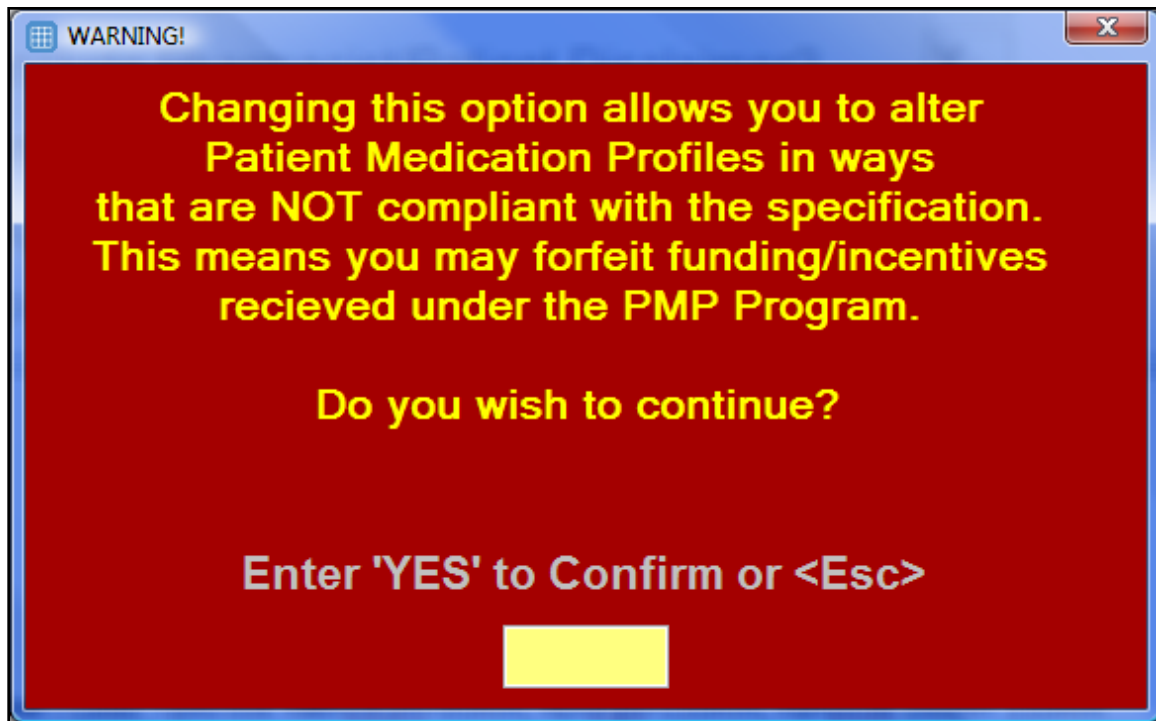 WARNING!
Changing this option allows you to alter
Patient Medication Profiles in ways
that are NOT compliant with the specification.
This means you may forfeit funding/incentives
recieved under the PMP Program.
Do you wish to continue?
Enter 'YES' to Confirm or <Esc>